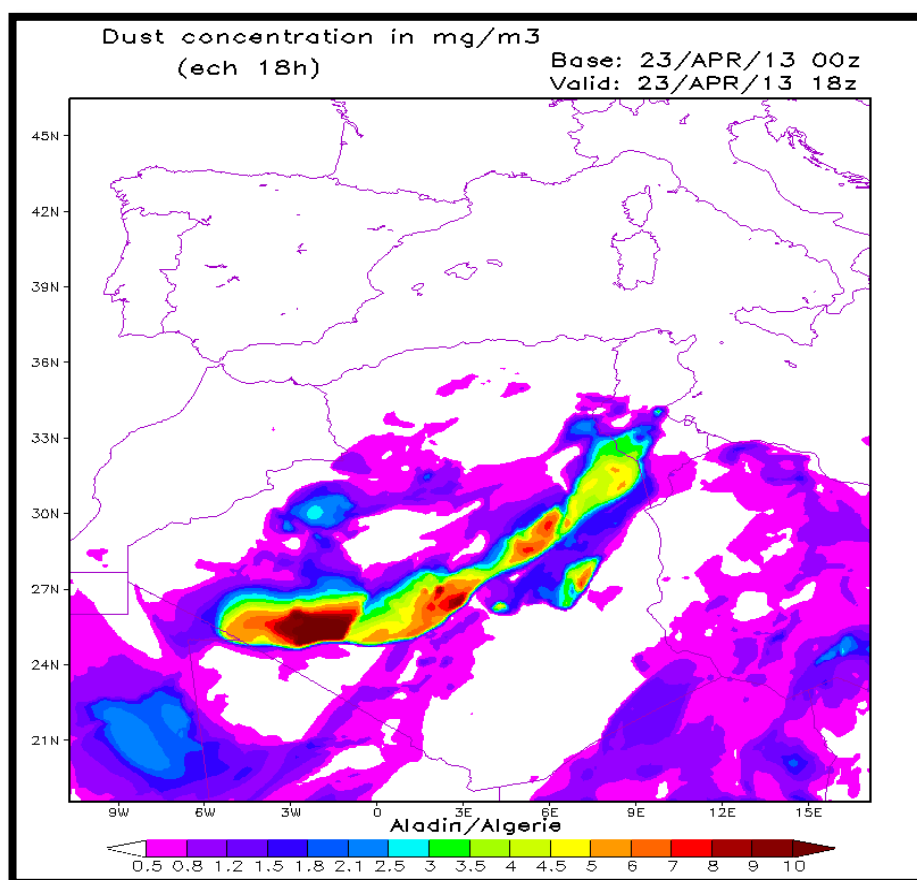 Dust concentration in mg/m3
(ech 18h)
Base: 23/APR/13 00z
Valid: 23/APR/13 18z
45N
42N
39N
36N
33N
30N
27N
24N
21N
9W 6W 3W 0 3E 6E 9E 12E 15E
Aladin/Algerie
0.5 0.8 1.2 1.5 1.8 2.1 2.5 3 3.5 4 4.5 5 6 7 8 9 10